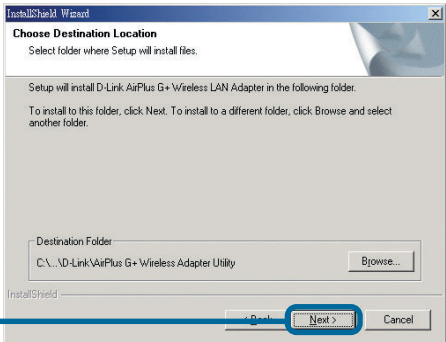 InstallShield Wizard
Choose Destination Location
Select folder where Setup will install files.
Setup will install D-Link AirPlus G+ Wireless LAN Adapter in the following folder.
To install to this folder, click Next. To install to a different folder, click Browse and select
another folder.
Destination Folder
C:\...\D-Link\AirPlus G+ Wireless Adapter Utility
Browse...
InstallShield
< Back
Next >
Cancel